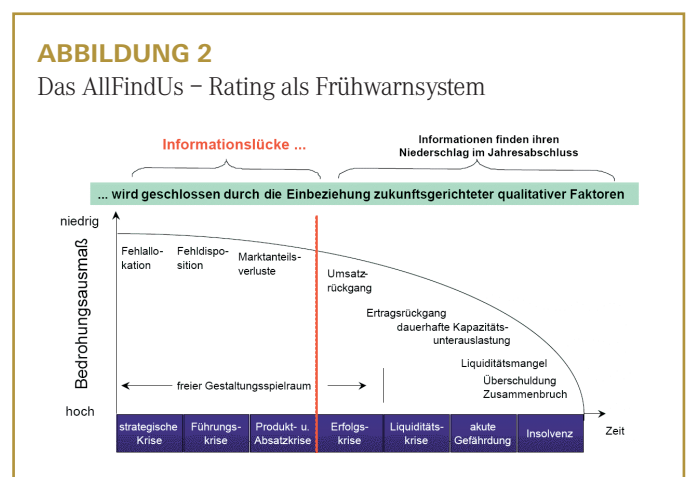 ABBILDUNG 2
Das AllFindUs – Rating als Frühwarnsystem
Informationslücke ...
Informationen finden ihren
Niederschlag im Jahresabschluss
... wird geschlossen durch die Einbeziehung zukunftsgerichteter qualitativer Faktoren
niedrig
Bedrohungsausmaß
hoch
Fehlallo-
kation
Fehldispo-
sition
Marktanteils-
verluste
Umsatz-
rückgang
Ertragsrückgang
dauerhafte Kapazitäts-
unterauslastung
Liquiditätsmangel
Überschuldung
Zusammenbruch
freier Gestaltungsspielraum
strategische
Krise
Führungs-
krise
Produkt- u.
Absatzkrise
Erfolgs-
krise
Liquiditäts-
krise
akute
Gefährdung
Insolvenz
Zeit